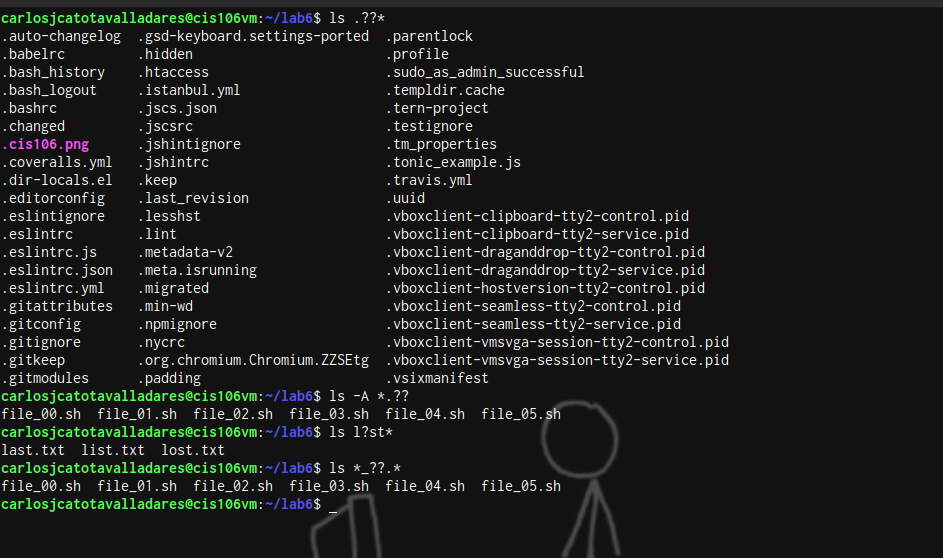 carlosjcatotavalladares@cis106vm:~/lab6$ ls .??*
.auto-changelog  .gsd-keyboard.settings-ported  .parentlock
.babelrc         .hidden                        .profile
.bash_history    .htaccess                      .sudo_as_admin_successful
.bash_logout     .istanbul.yml                  .templdir.cache
.bashrc          .jscs.json                     .tern-project
.changed         .jscsrc                        .testignore
.cis106.png      .jshintignore                  .tm_properties
.coveralls.yml   .jshintrc                      .tonic_example.js
.dir-locals.el   .keep                          .travis.yml
.editorconfig    .last_revision                 .uuid
.eslintignore    .lesshst                       .vboxclient-clipboard-tty2-control.pid
.eslintrc        .lint                          .vboxclient-clipboard-tty2-service.pid
.eslintrc.js     .metadata-v2                   .vboxclient-draganddrop-tty2-control.pid
.eslintrc.json   .meta.isrunning                .vboxclient-draganddrop-tty2-service.pid
.eslintrc.yml    .migrated                      .vboxclient-hostversion-tty2-control.pid
.gitattributes   .min-wd                        .vboxclient-seamless-tty2-control.pid
.gitconfig       .npmignore                     .vboxclient-seamless-tty2-service.pid
.gitignore       .nycrc                         .vboxclient-vmsvga-session-tty2-control.pid
.gitkeep         .org.chromium.Chromium.ZZSEtg  .vboxclient-vmsvga-session-tty2-service.pid
.gitmodules      .padding                       .vsixmanifest
carlosjcatotavalladares@cis106vm:~/lab6$ ls -A *.??
file_00.sh  file_01.sh  file_02.sh  file_03.sh  file_04.sh  file_05.sh
carlosjcatotavalladares@cis106vm:~/lab6$ ls l?st*
last.txt  list.txt  lost.txt
carlosjcatotavalladares@cis106vm:~/lab6$ ls *_??.*
file_00.sh  file_01.sh  file_02.sh  file_03.sh  file_04.sh  file_05.sh
carlosjcatotavalladares@cis106vm:~/lab6$ _